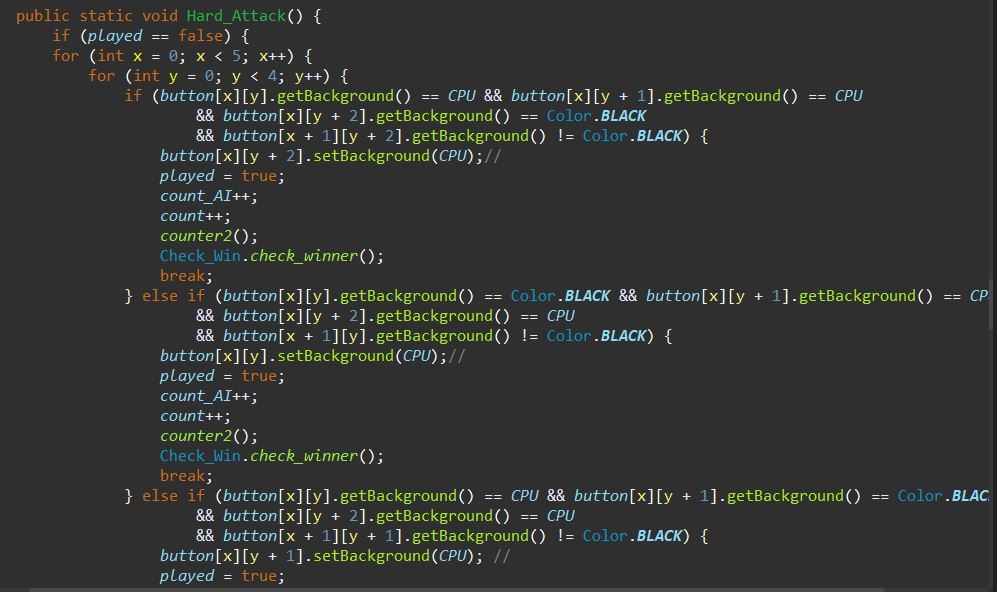 public static void Hard_Attack() {
    if (played == false) {
    for (int x = 0; x < 5; x++) {
        for (int y = 0; y < 4; y++) {
            if (button[x][y].getBackground() == CPU && button[x][y + 1].getBackground() == CPU
                    && button[x][y + 2].getBackground() == Color.BLACK
                    && button[x + 1][y + 2].getBackground() != Color.BLACK) {
                button[x][y + 2].setBackground(CPU);//
                played = true;
                count_AI++;
                count++;
                counter2();
                Check_Win.check_winner();
                break;
            } else if (button[x][y].getBackground() == Color.BLACK && button[x][y + 1].getBackground() == CP
                    && button[x][y + 2].getBackground() == CPU
                    && button[x + 1][y].getBackground() != Color.BLACK) {
                button[x][y].setBackground(CPU);//
                played = true;
                count_AI++;
                count++;
                counter2();
                Check_Win.check_winner();
                break;
            } else if (button[x][y].getBackground() == CPU && button[x][y + 1].getBackground() == Color.BLAC
                    && button[x][y + 2].getBackground() == CPU
                    && button[x + 1][y + 1].getBackground() != Color.BLACK) {
                button[x][y + 1].setBackground(CPU); //
                played = true;